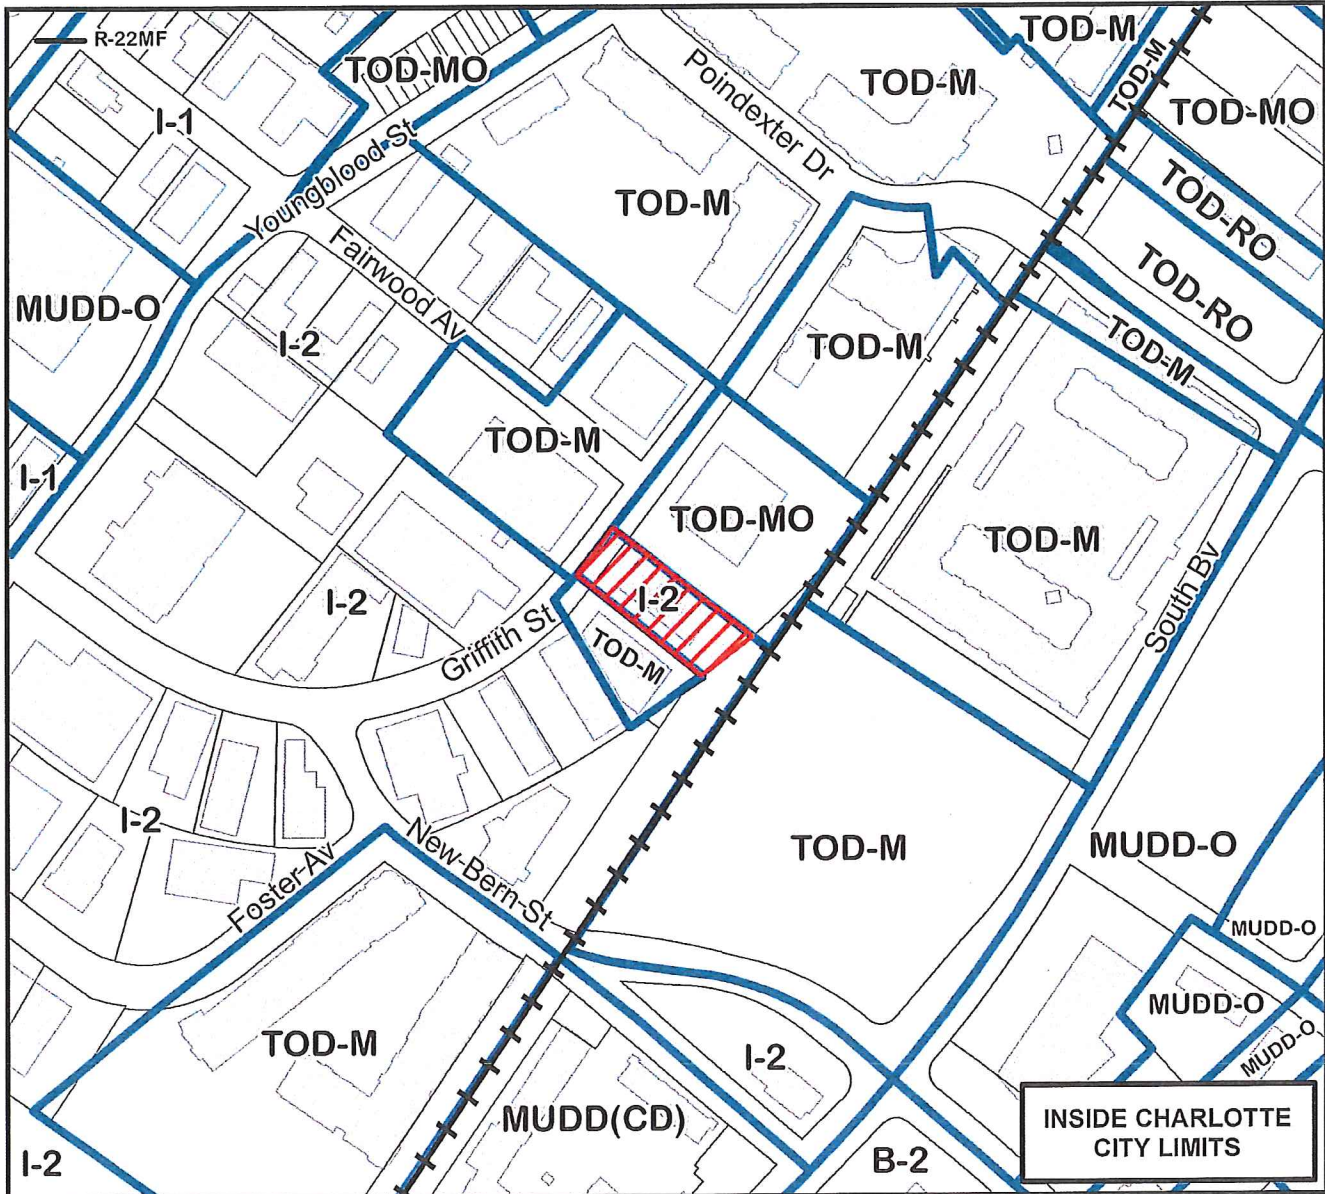 R-22MF
TOD-MO
TOD-M
TOD-M
TOD-M
TOD-MO
I-1
Poindexter Dr
Youngblood St
TOD-M
TOD-RO
TOD-RO
Fairwood Av
MUDD-O
I-2
TOD-M
TOD-M
TOD-M
I-1
TOD-MO
TOD-M
South Bv
I-2
I-2
Griffith St
TOD-M
I-2
Foster Av
New Bern St
TOD-M
MUDD-O
MUDD-O
MUDD-O
MUDD-O
TOD-M
I-2
MUDD(CD)
I-2
B-2
INSIDE CHARLOTTE
CITY LIMITS